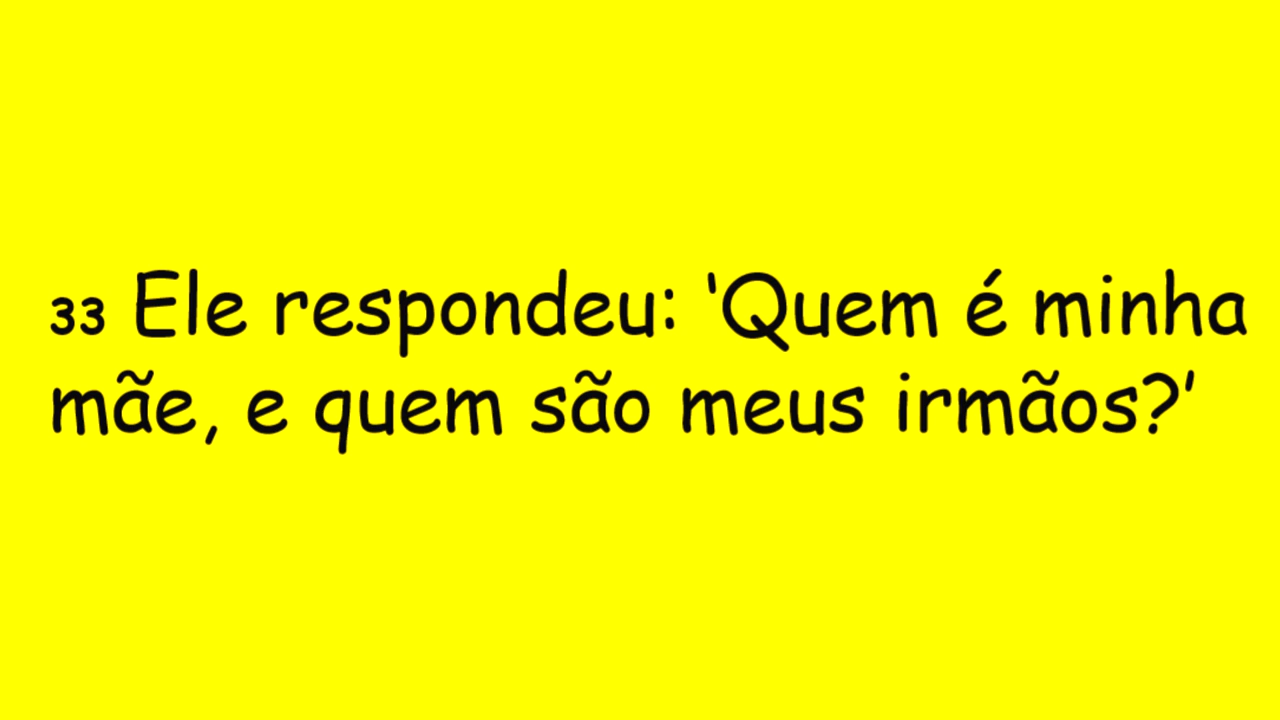 33 Ele respondeu: ‘Quem é minha
mãe, e quem são meus irmãos?’